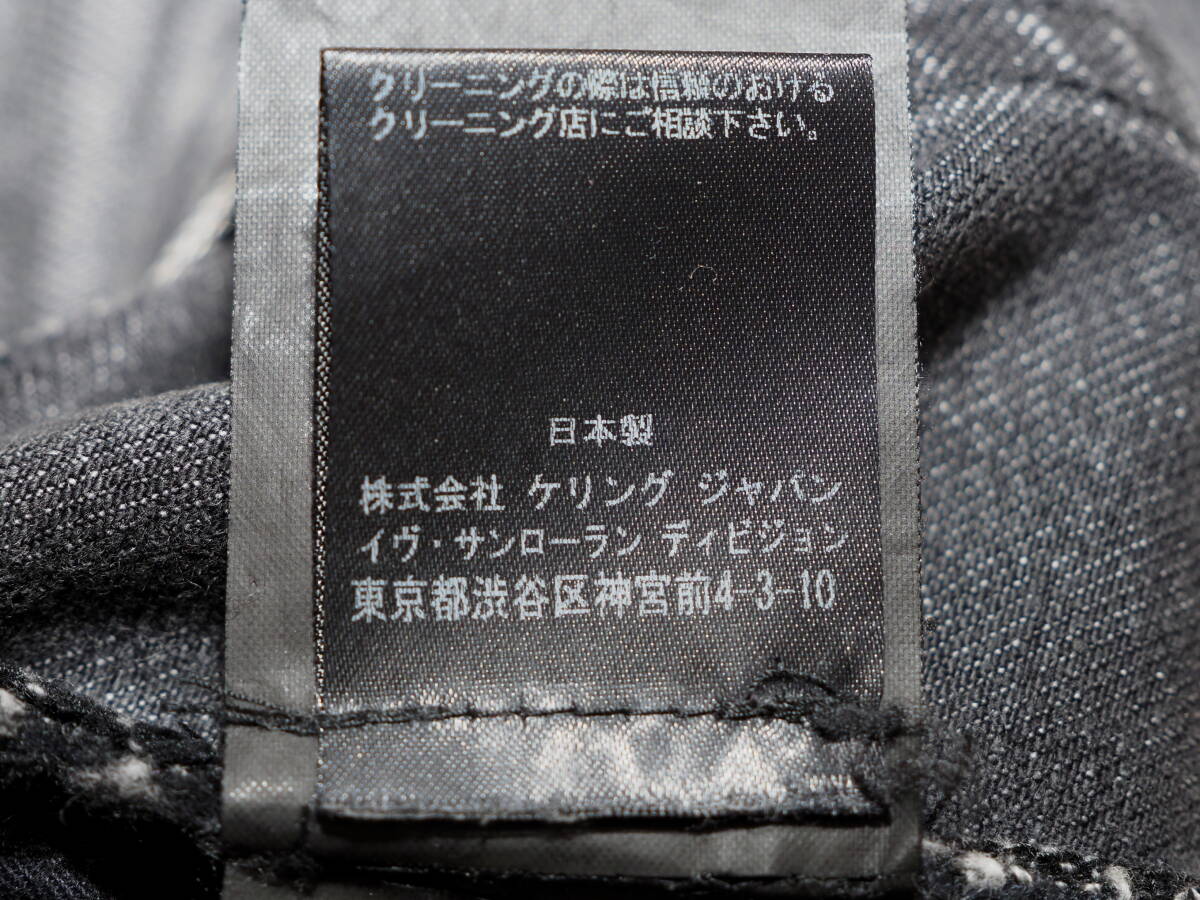 クリーニングの際は信頼のおける
クリーニング店にご相談下さい。
日本製
株式会社 ケリング ジャパン
イヴ・サンローラン ディビジョン
東京都渋谷区神宮前4-3-10